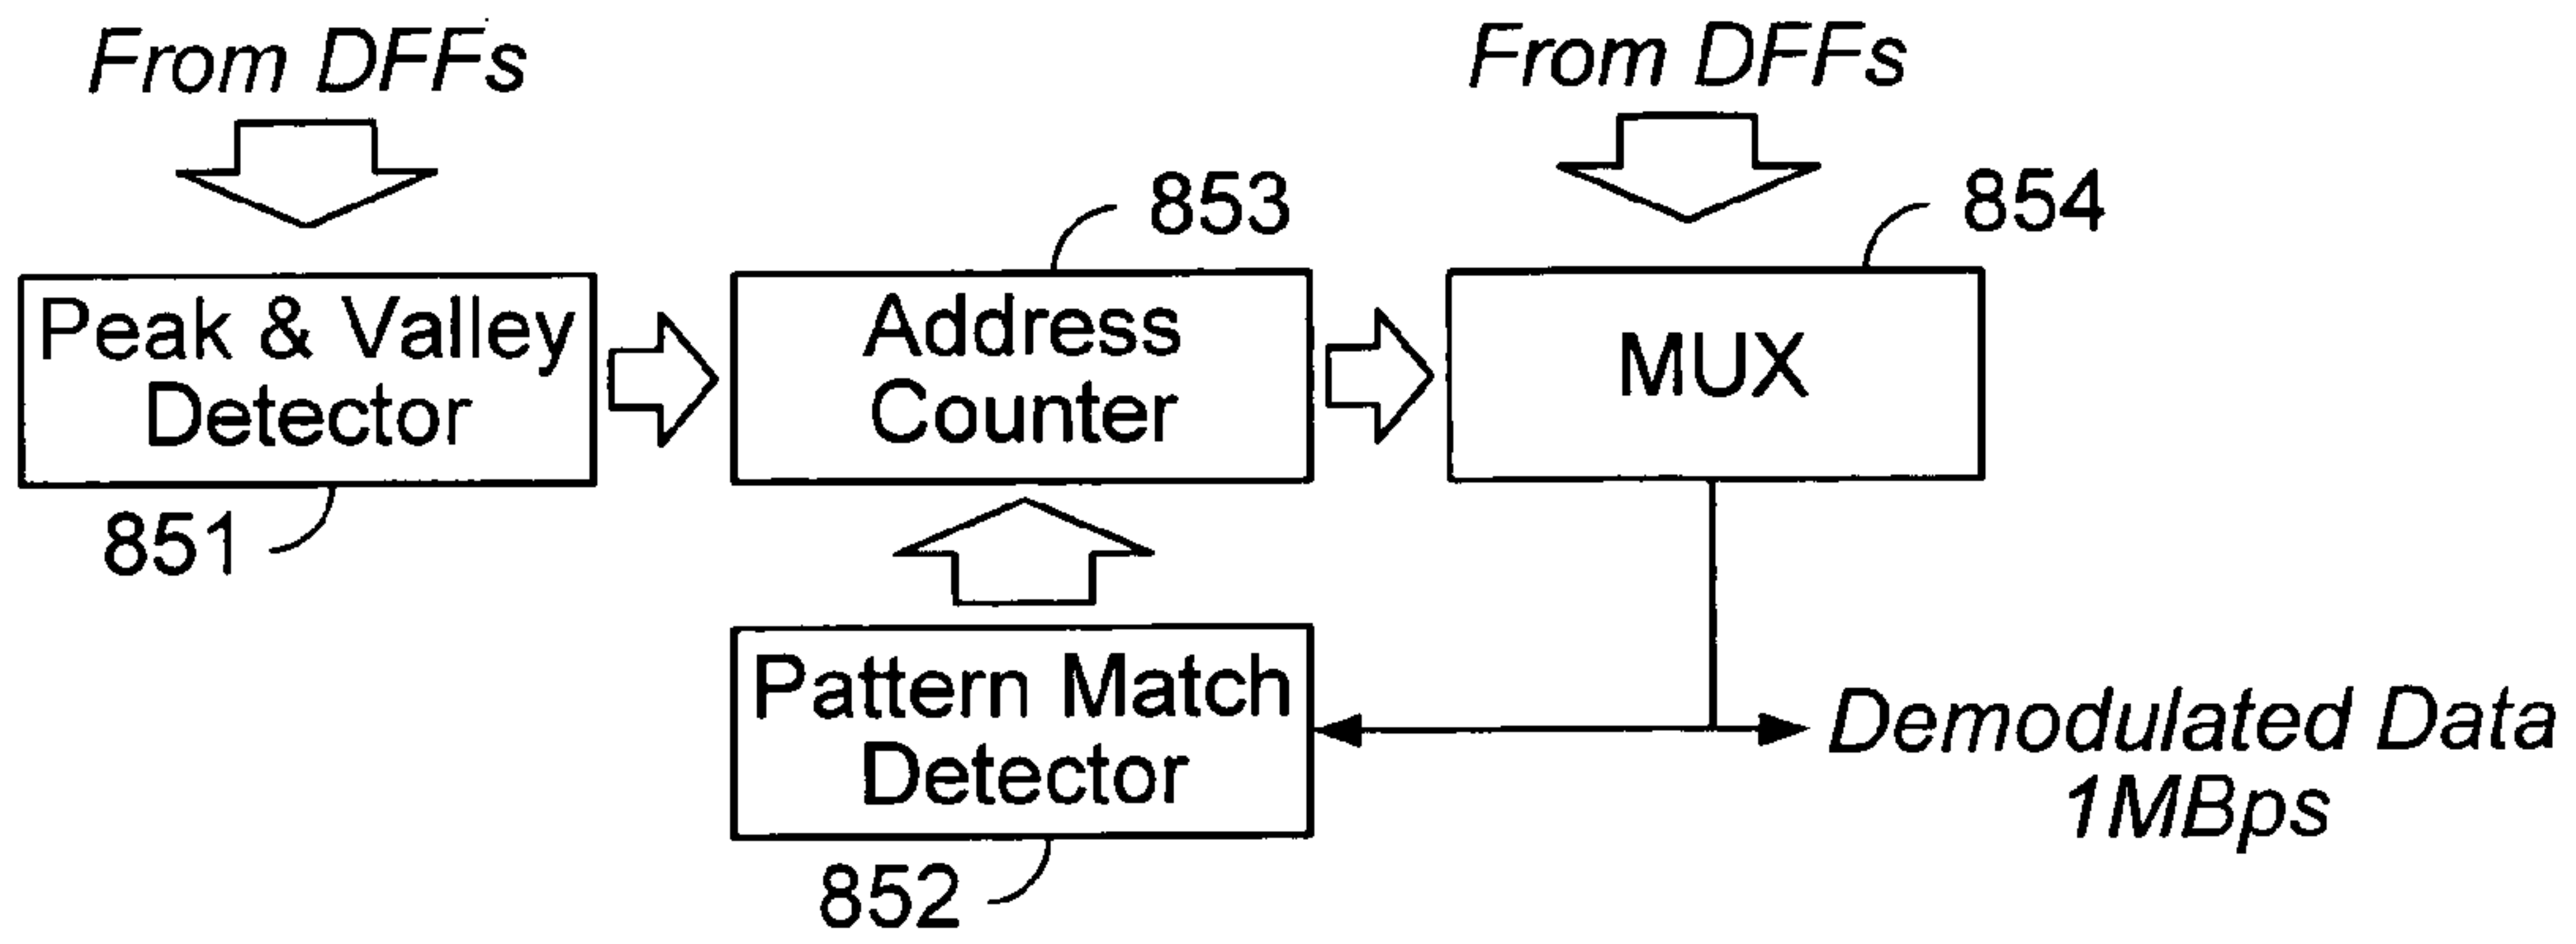 From DFFs
From DFFs
853
854
Peak & Valley
Detector
Address
Counter
MUX
851
Pattern Match
Detector
Demodulated Data
1MBps
852